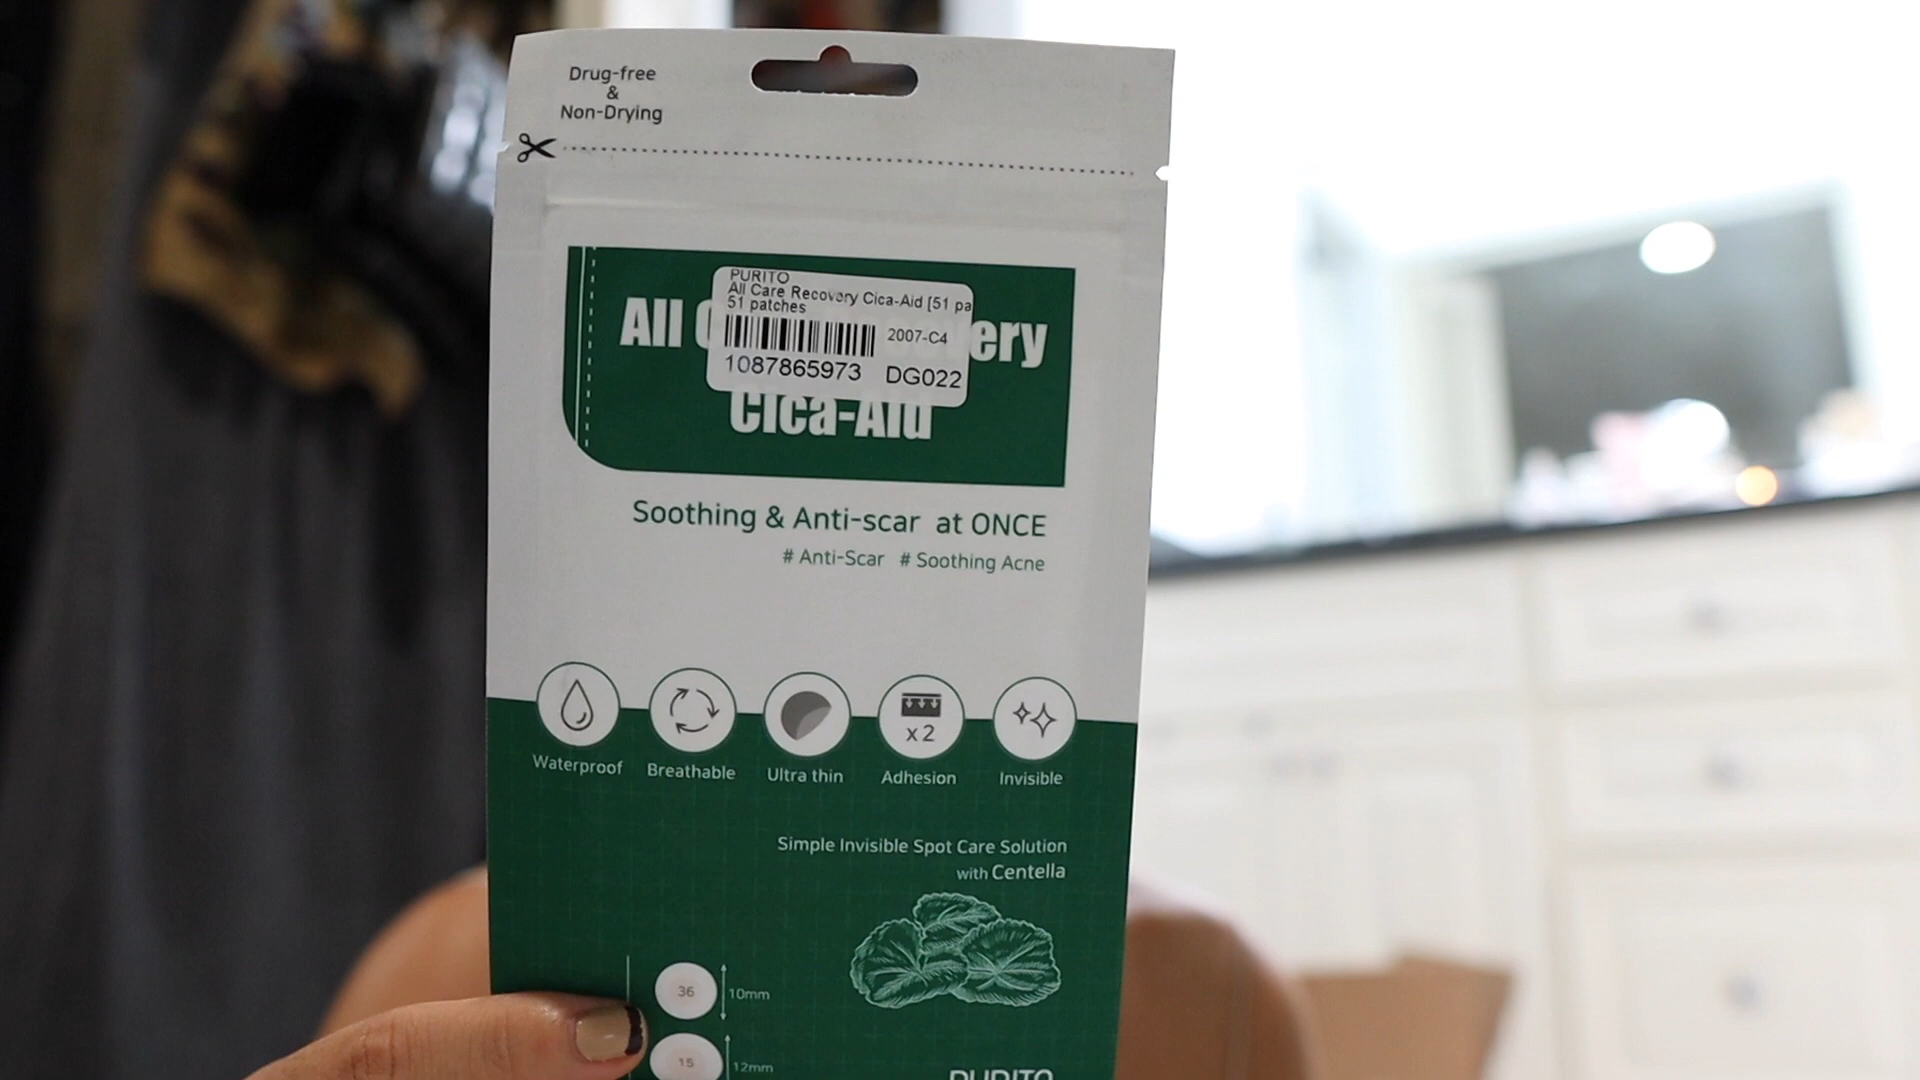 Drug-free
&
Non-Drying
PURITO
All Care Recovery Cica-Aid [51 pa
51 patches
2007-C4
1087865973 DG022
All C ery
Cica-Aid
Soothing & Anti-scar at ONCE
# Anti-Scar # Soothing Acne
x 2
Waterproof Breathable Ultra thin Adhesion Invisible
Simple Invisible Spot Care Solution
with Centella
36 10mm
15 12mm
PURITO